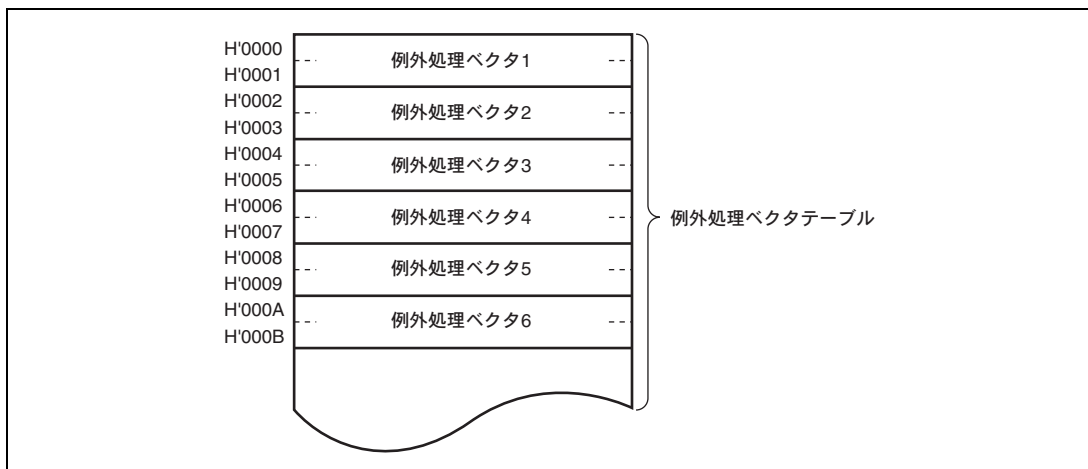 H'0000
例外処理ベクタ1
H'0001
H'0002
例外処理ベクタ2
H'0003
H'0004
例外処理ベクタ3
H'0005
H'0006
例外処理ベクタ4
H'0007
例外処理ベクタテーブル
H'0008
例外処理ベクタ5
H'0009
H'000A
例外処理ベクタ6
H'000B